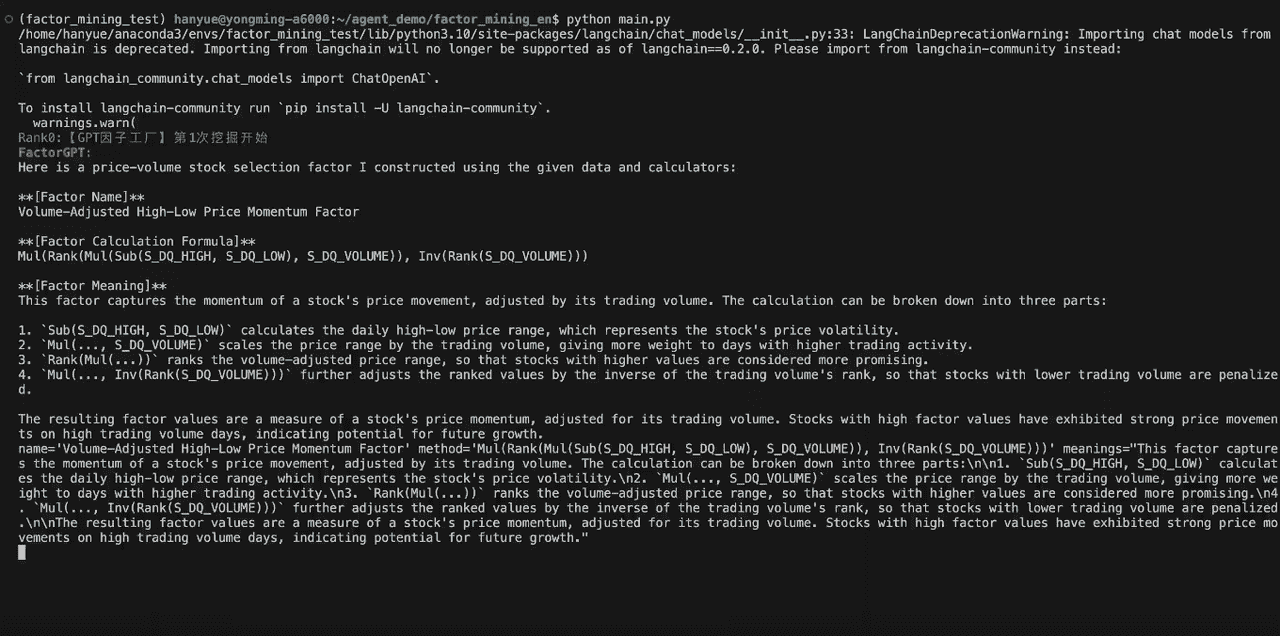 (factor_mining_test) hanyue@yongming-a6000:~/agent_demo/factor_mining_en$ python main.py
/home/hanyue/anaconda3/envs/factor_mining_test/lib/python3.10/site-packages/langchain/chat_models/__init__.py:33: LangChainDeprecationWarning: Importing chat models from
langchain is deprecated. Importing from langchain will no longer be supported as of langchain==0.2.0. Please import from langchain-community instead:

`from langchain_community.chat_models import ChatOpenAI`.

To install langchain-community run `pip install -U langchain-community`.
  warnings.warn(
Rank0:【GPT因子工厂】第1次挖掘开始
FactorGPT:
Here is a price-volume stock selection factor I constructed using the given data and calculators:

**[Factor Name]**
Volume-Adjusted High-Low Price Momentum Factor

**[Factor Calculation Formula]**
Mul(Rank(Mul(Sub(S_DQ_HIGH, S_DQ_LOW), S_DQ_VOLUME)), Inv(Rank(S_DQ_VOLUME)))

**[Factor Meaning]**
This factor captures the momentum of a stock's price movement, adjusted by its trading volume. The calculation can be broken down into three parts:

1. `Sub(S_DQ_HIGH, S_DQ_LOW)` calculates the daily high-low price range, which represents the stock's price volatility.
2. `Mul(..., S_DQ_VOLUME)` scales the price range by the trading volume, giving more weight to days with higher trading activity.
3. `Rank(Mul(...))` ranks the volume-adjusted price range, so that stocks with higher values are considered more promising.
4. `Mul(..., Inv(Rank(S_DQ_VOLUME)))` further adjusts the ranked values by the inverse of the trading volume's rank, so that stocks with lower trading volume are penalize
d.

The resulting factor values are a measure of a stock's price momentum, adjusted for its trading volume. Stocks with high factor values have exhibited strong price movemen
ts on high trading volume days, indicating potential for future growth.
name='Volume-Adjusted High-Low Price Momentum Factor' method='Mul(Rank(Mul(Sub(S_DQ_HIGH, S_DQ_LOW), S_DQ_VOLUME)), Inv(Rank(S_DQ_VOLUME)))' meanings="This factor capture
s the momentum of a stock's price movement, adjusted by its trading volume. The calculation can be broken down into three parts:\n\n1. `Sub(S_DQ_HIGH, S_DQ_LOW)` calculat
es the daily high-low price range, which represents the stock's price volatility.\n2. `Mul(..., S_DQ_VOLUME)` scales the price range by the trading volume, giving more we
ight to days with higher trading activity.\n3. `Rank(Mul(...))` ranks the volume-adjusted price range, so that stocks with higher values are considered more promising.\n4
. `Mul(..., Inv(Rank(S_DQ_VOLUME)))` further adjusts the ranked values by the inverse of the trading volume's rank, so that stocks with lower trading volume are penalized
.\n\nThe resulting factor values are a measure of a stock's price momentum, adjusted for its trading volume. Stocks with high factor values have exhibited strong price mo
vements on high trading volume days, indicating potential for future growth."